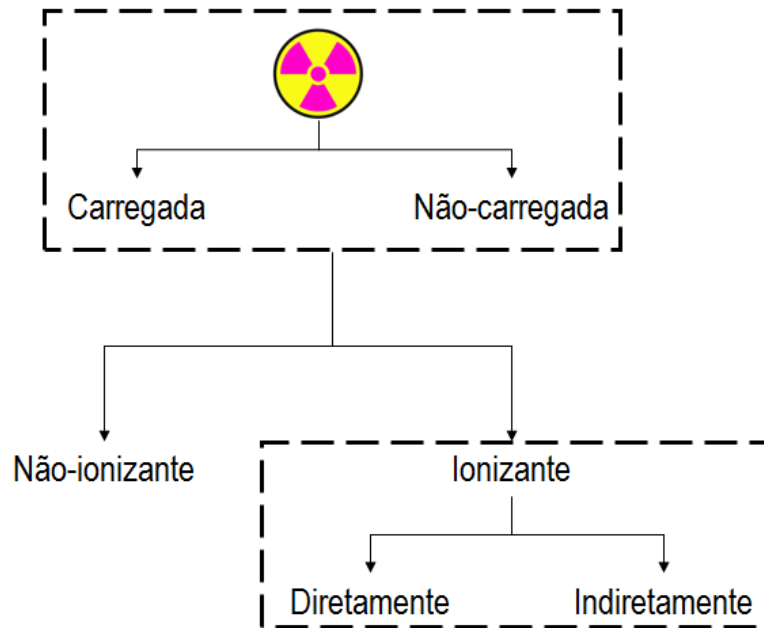 Carregada
Não-carregada
Não-ionizante
Ionizante
Diretamente
Indiretamente